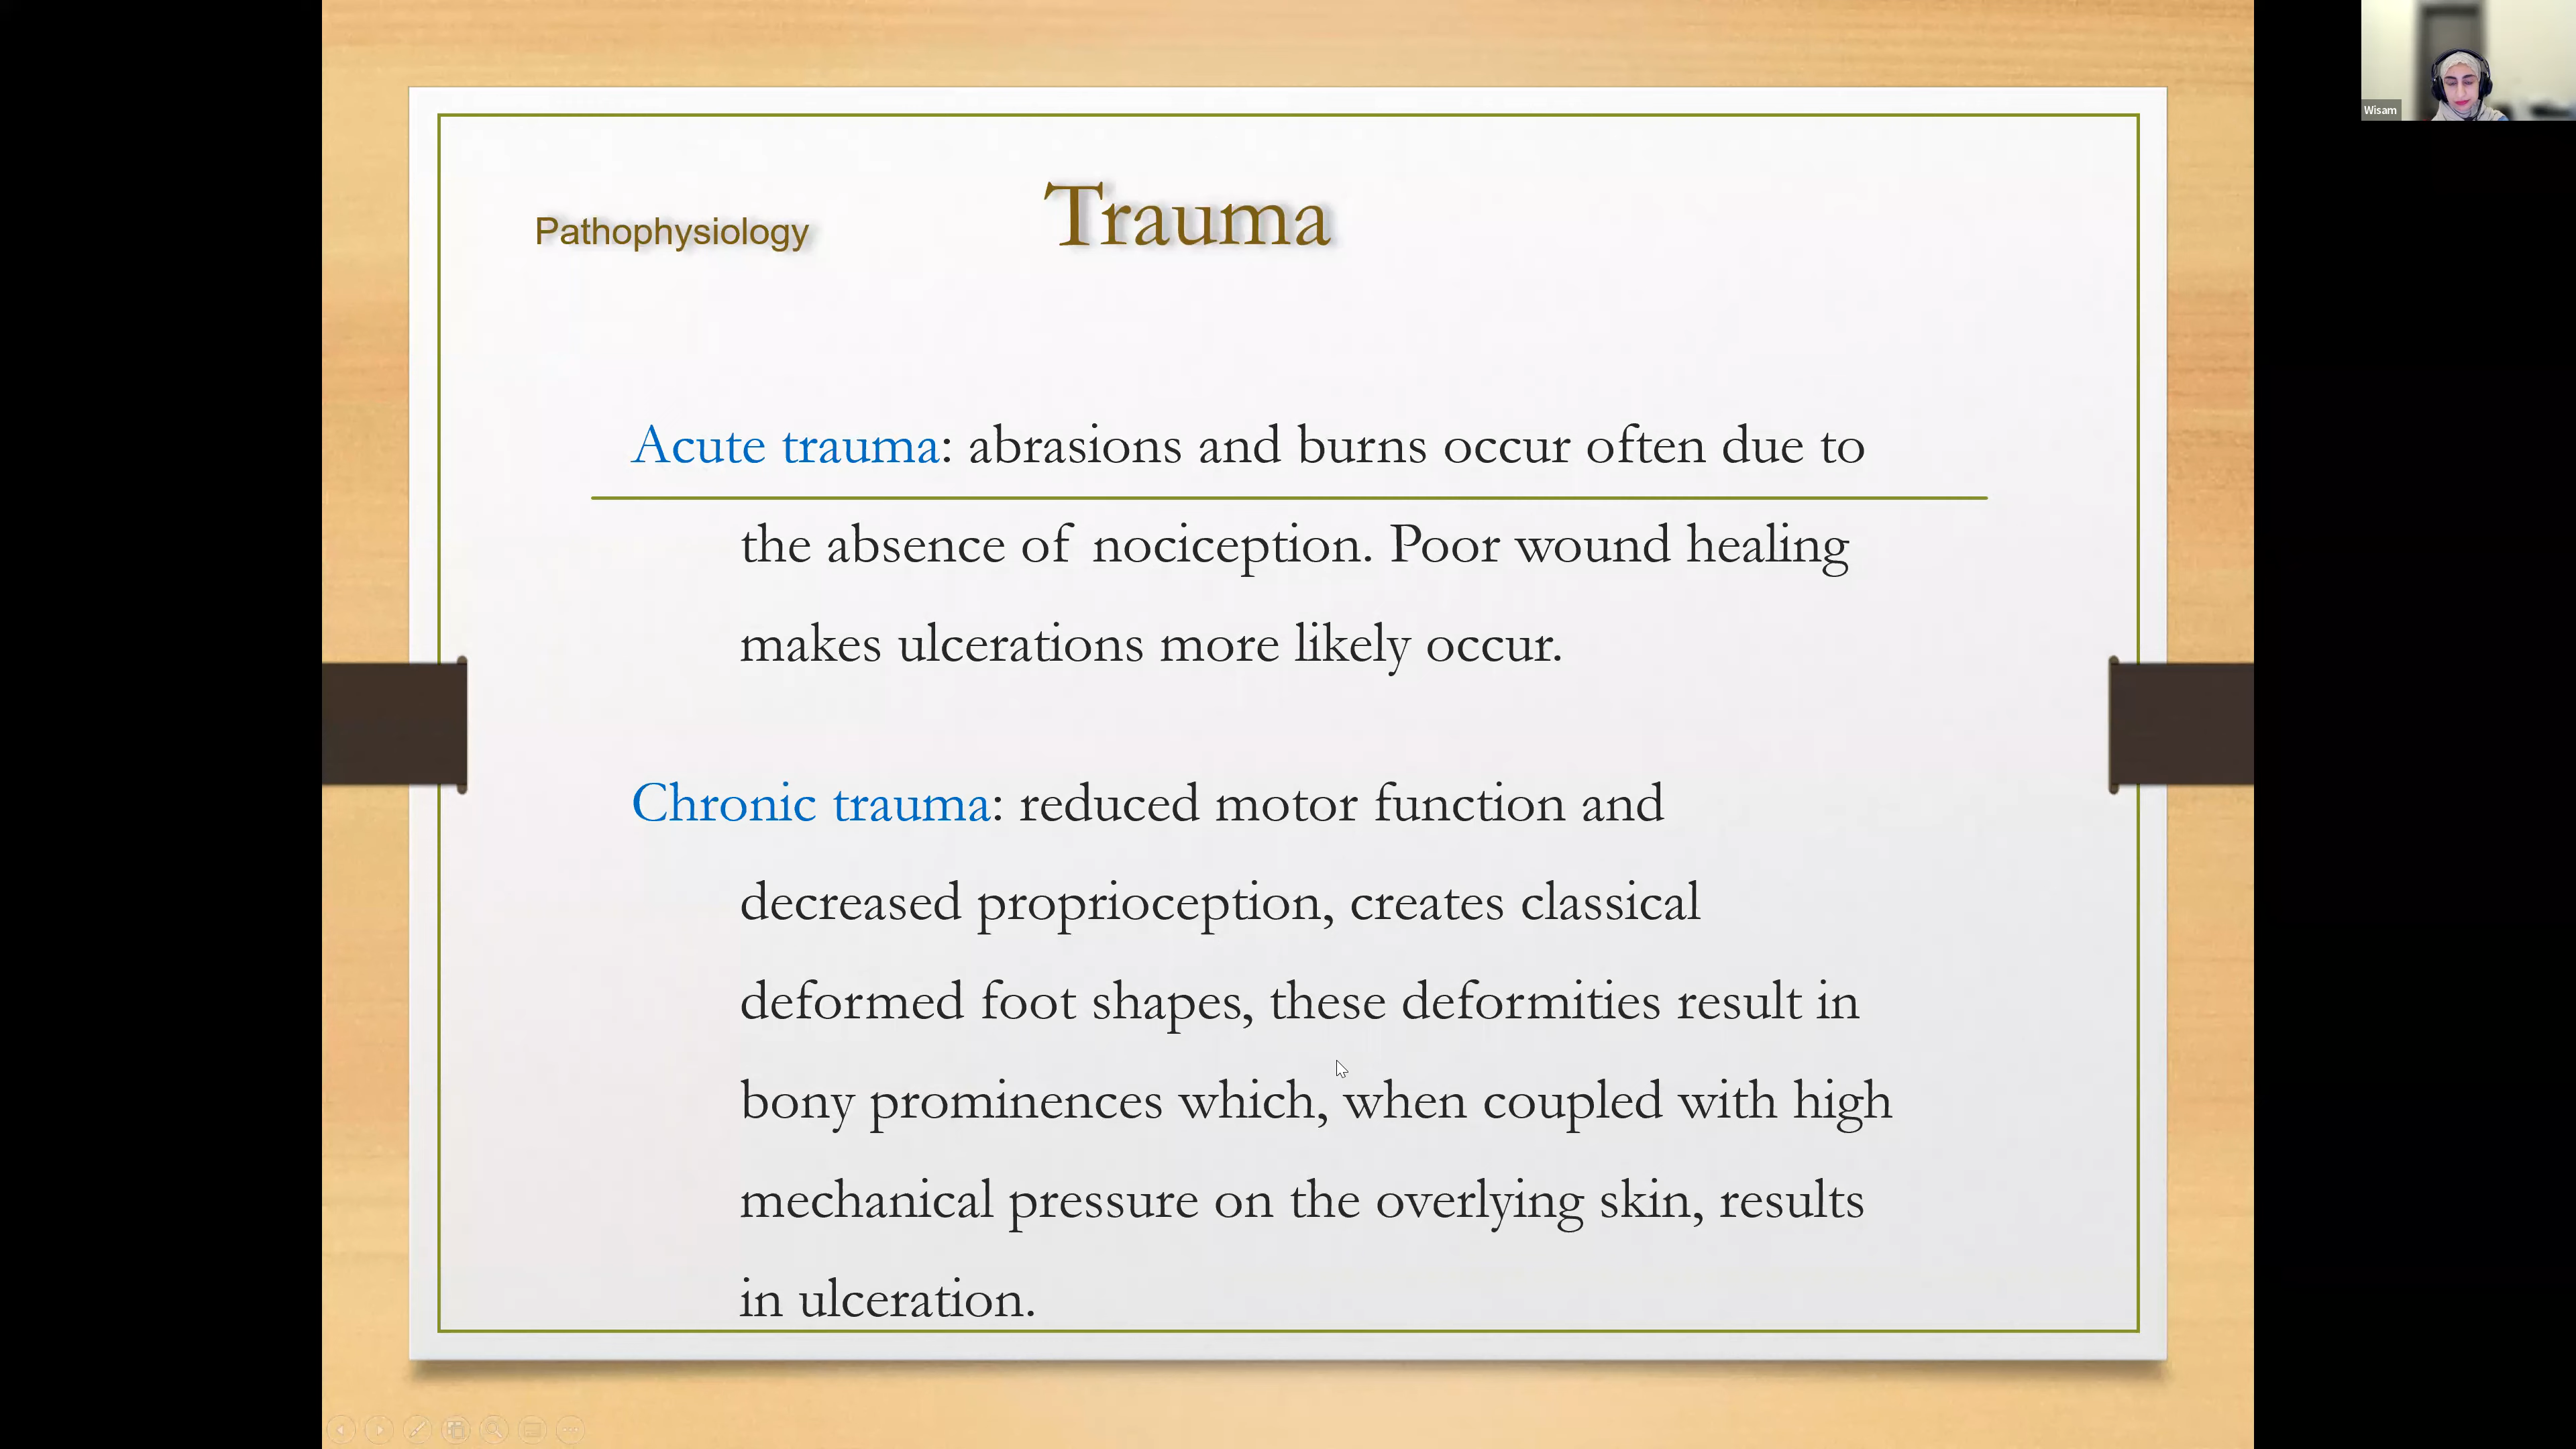 Wisam
Pathophysiology
Trauma
Acute trauma: abrasions and burns occur often due to
the absence of nociception. Poor wound healing
makes ulcerations more likely occur.
Chronic trauma: reduced motor function and
decreased proprioception, creates classical
deformed foot shapes, these deformities result in
bony prominences which, when coupled with high
mechanical pressure on the overlying skin, results
in ulceration.